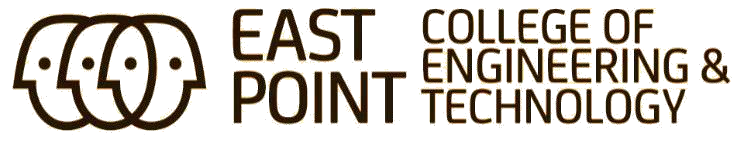 EAST
POINT
COLLEGE OF
ENGINEERING &
TECHNOLOGY